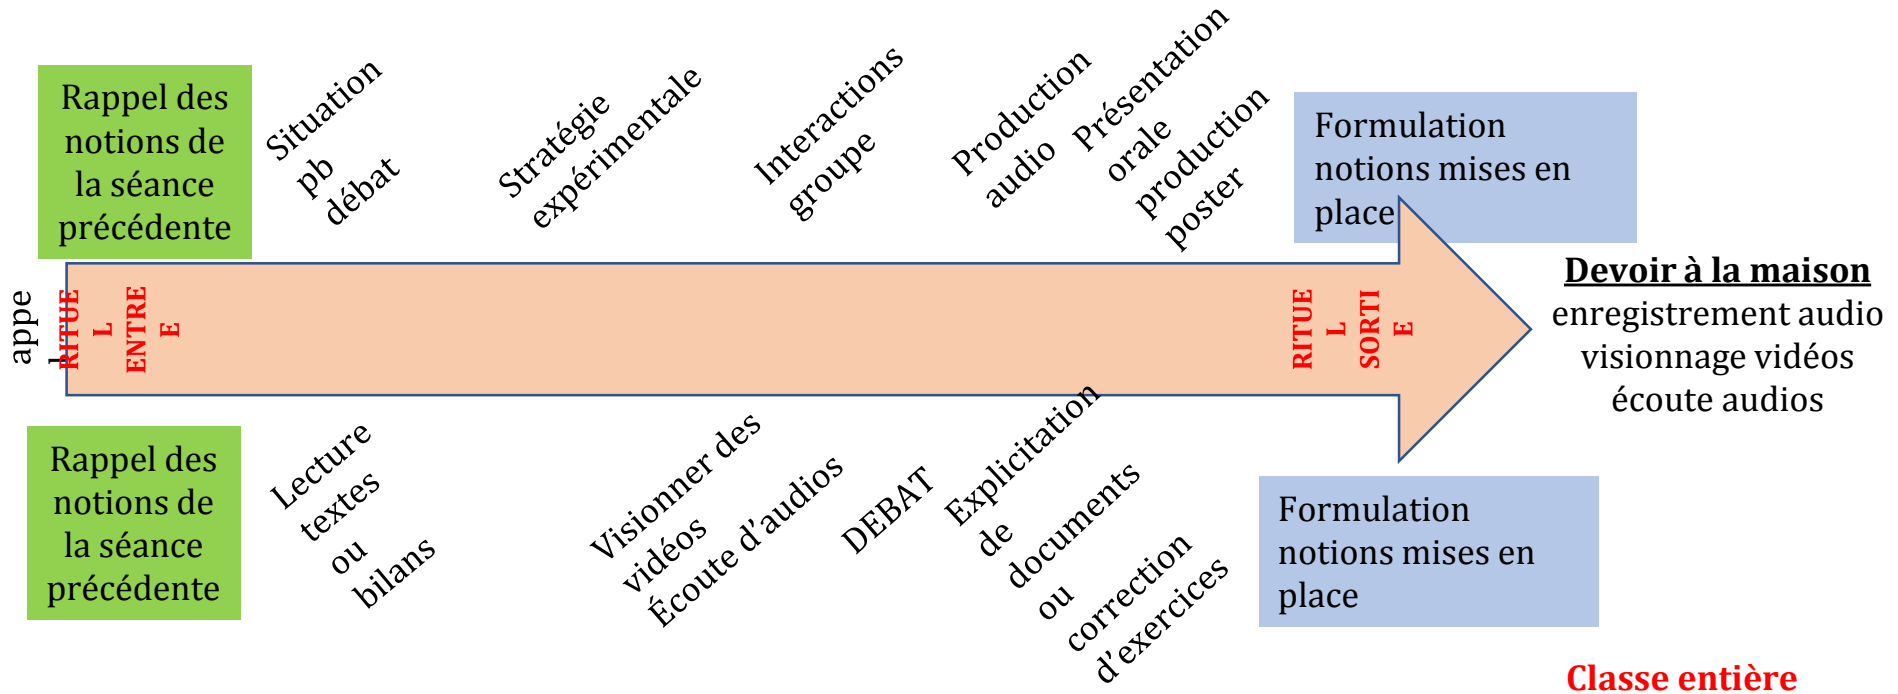 Rappel des
notions de
la séance
précédente
Situation
pb
débat
Stratégie
expérimentale
Interactions
groupe
Production
audio
Présentation
orale
production
poster
Formulation
notions mises en
place
appe
l
RITUE
L
ENTRE
E
RITUE
L
SORTI
E
Devoir à la maison
enregistrement audio
visionnage vidéos
écoute audios
Rappel des
notions de
la séance
précédente
Lecture
textes
ou
bilans
Visionner des
vidéos
Écoute d'audios
DEBAT
Explicitation
de
documents
ou
correction
d'exercices
Formulation
notions mises en
place
Classe entière